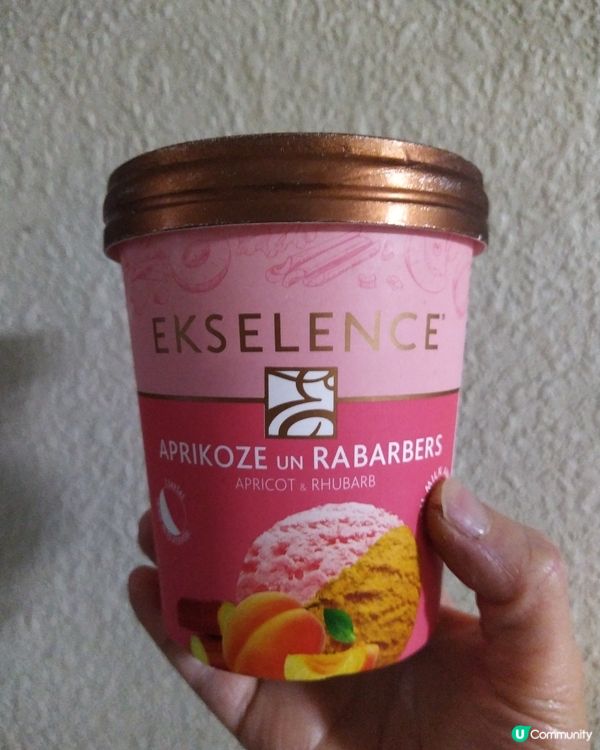 EKSELENCE
APRIKOZE UN RABARBERS
APRICOT & RHUBARB
U Community